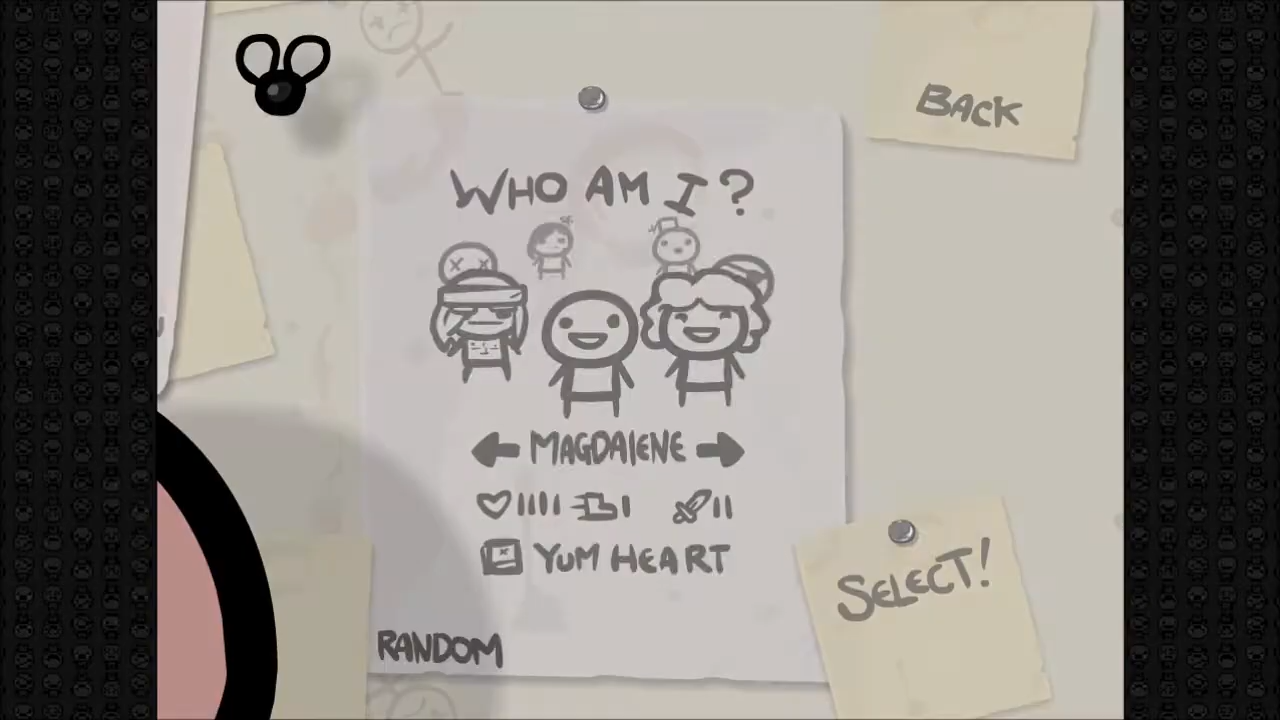 BACK
WHO AM I?
MAGDALENE
YUM HEART
SELECT!
RANDOM